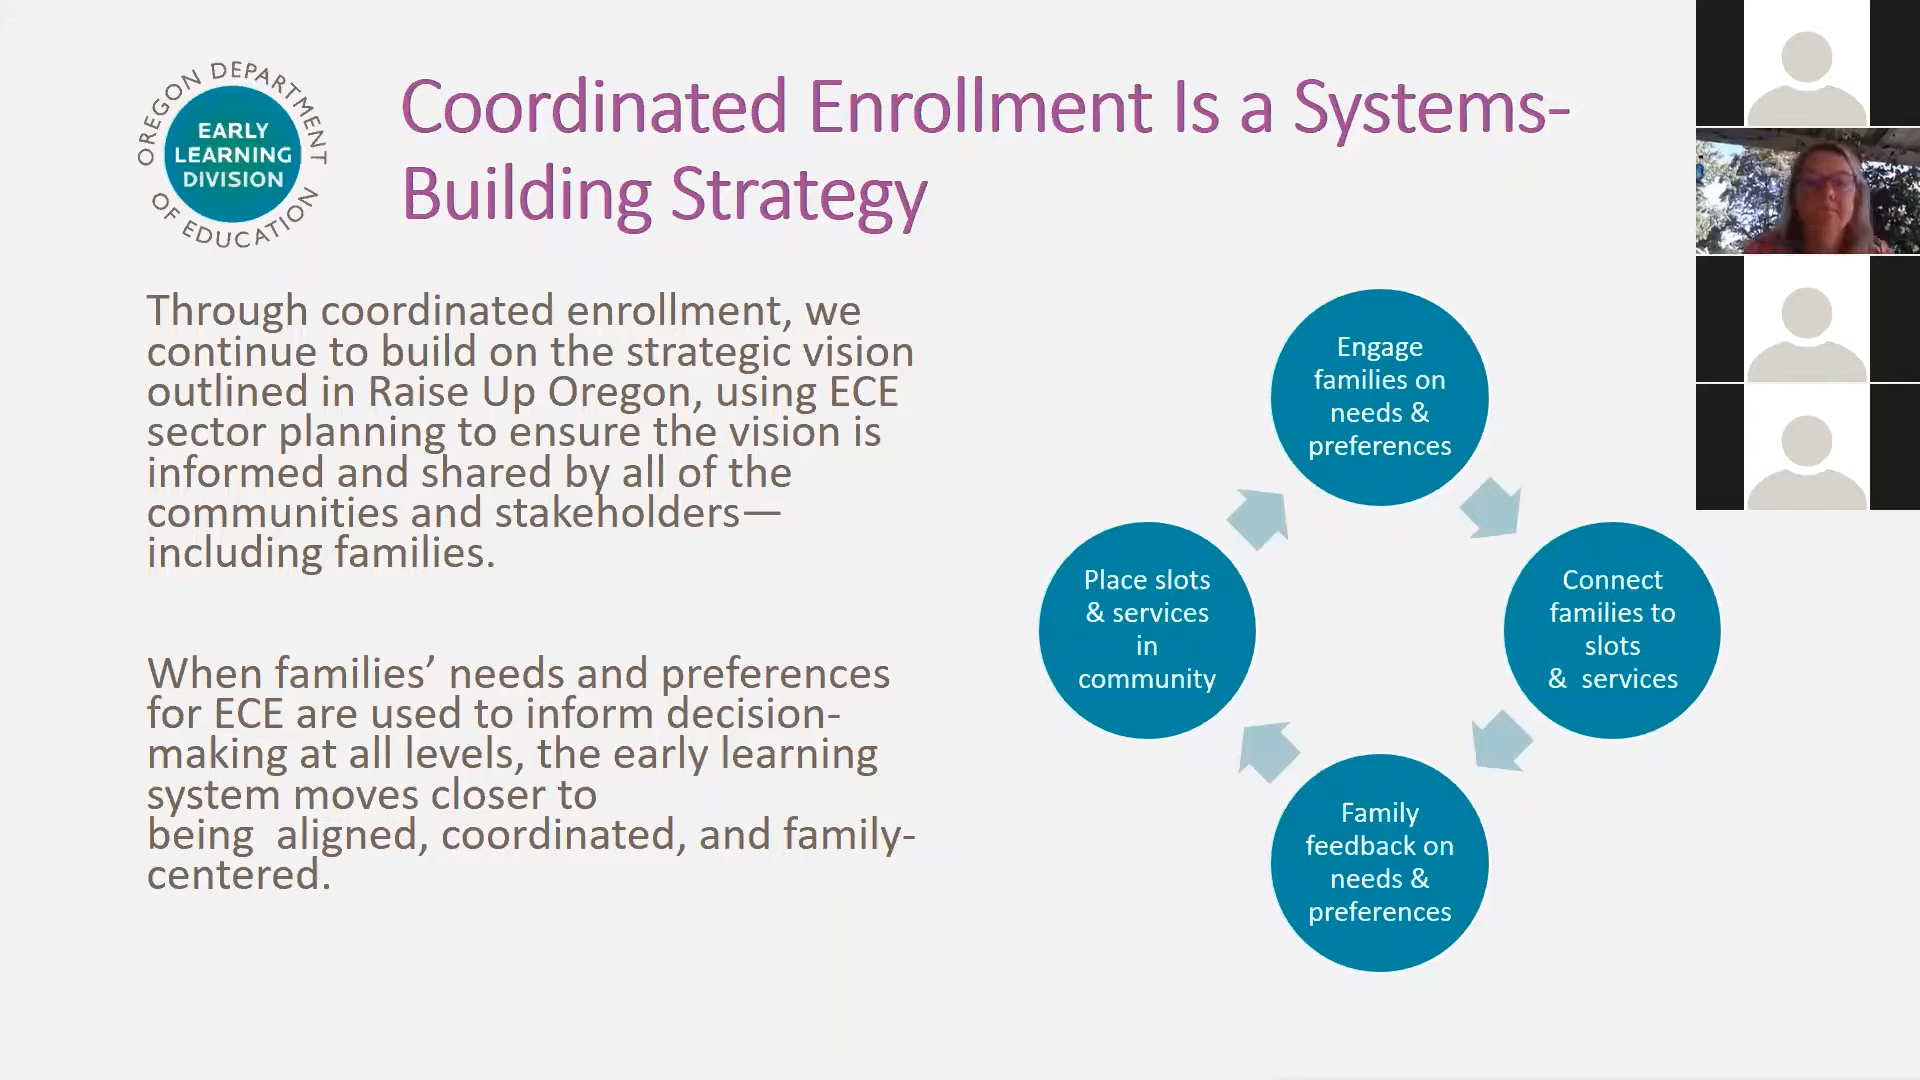 OREGON DEPARTMENT
OF EDUCATION
EARLY
LEARNING
DIVISION
Coordinated Enrollment Is a Systems-
Building Strategy
Through coordinated enrollment, we
continue to build on the strategic vision
outlined in Raise Up Oregon, using ECE
sector planning to ensure the vision is
informed and shared by all of the
communities and stakeholders—
including families.
When families’ needs and preferences
for ECE are used to inform decision-
making at all levels, the early learning
system moves closer to
being  aligned, coordinated, and family-
centered.
Engage
families on
needs &
preferences
Connect
families to
slots
&  services
Family
feedback on
needs &
preferences
Place slots
& services
in
community